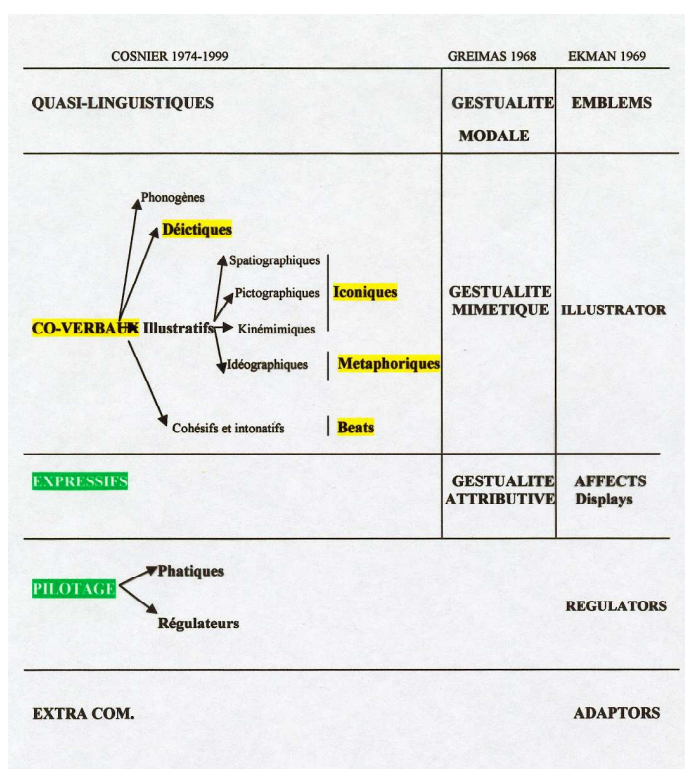 COSNIER 1974-1999 GREIMAS 1968 EKMAN 1969
QUASI-LINGUISTIQUES GESTUALITE EMBLEMS
MODALE
Phonogènes
Déictiques
Spatiographiques
Pictographiques Iconiques GESTUALITE
MIMETIQUE ILLUSTRATOR
CO-VERBAUX Illustratifs Kinémimiques
Idéographiques Metaphoriques
Cohésifs et intonatifs Beats
EXPRESSIFS GESTUALITE AFFECTS
ATTRIBUTIVE Displays
Phatiques
PILOTAGE
REGULATORS
Régulateurs
EXTRA COM. ADAPTORS